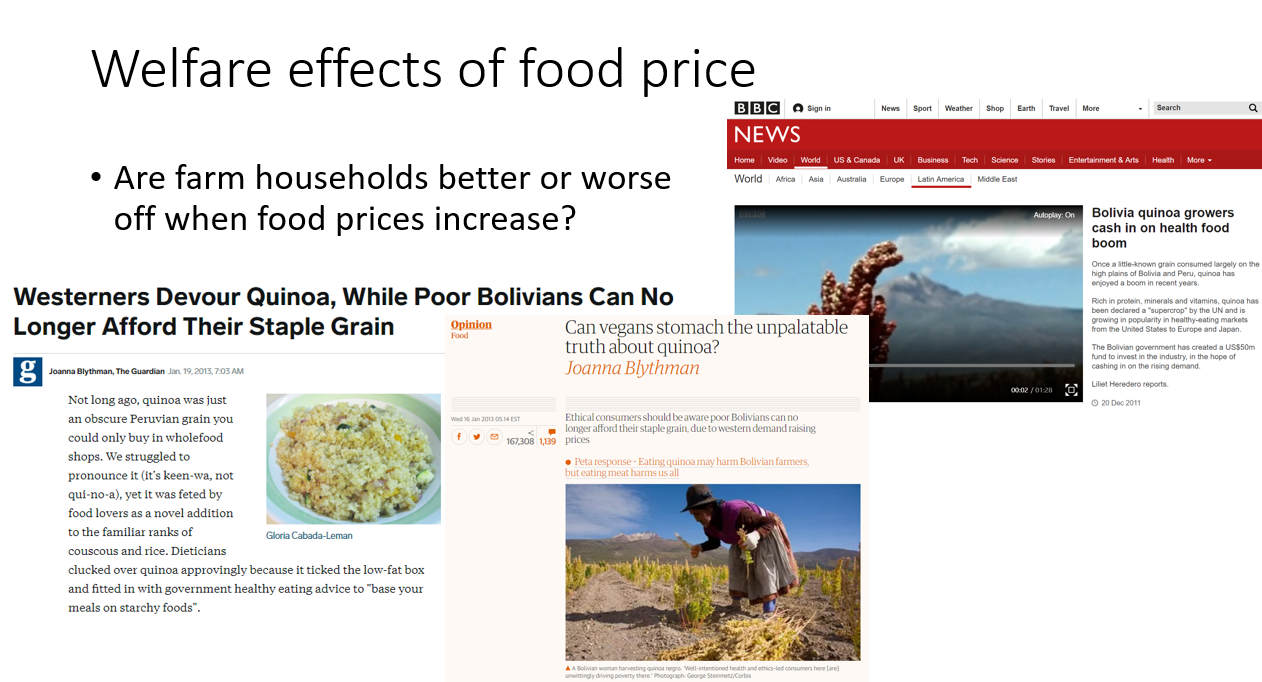 Welfare effects of food price
• Are farm households better or worse
off when food prices increase?
BBC
Sign in
News
Sport
Weather
Shop
Earth
Travel
More
Search
NEWS
Home
Video
World
US & Canada
UK
Business
Tech
Science
Stories
Entertainment & Arts
Health
More
World
Africa
Asia
Australia
Europe
Latin America
Middle East
Autoplay: On
00:02 / 01:28
Bolivia quinoa growers
cash in on health food
boom
Once a little-known grain consumed largely on the
high plains of Bolivia and Peru, quinoa has
enjoyed a boom in recent years.
Rich in protein, minerals and vitamins, quinoa has
been declared a "supercrop" by the UN and is
growing in popularity in healthy-eating markets
from the United States to Europe and Japan.
The Bolivian government has created a US$50m
fund to invest in the industry, in the hope of
cashing in on the rising demand.
Liliet Heredero reports.
20 Dec 2011
Westerners Devour Quinoa, While Poor Bolivians Can No
Longer Afford Their Staple Grain
g
Joanna Blythman, The Guardian Jan. 19, 2013, 7:03 AM
Not long ago, quinoa was just
an obscure Peruvian grain you
could only buy in wholefood
shops. We struggled to
pronounce it (it's keen-wa, not
qui-no-a), yet it was feted by
food lovers as a novel addition
to the familiar ranks of
couscous and rice. Dieticians
clucked over quinoa approvingly because it ticked the low-fat box
and fitted in with government healthy eating advice to "base your
meals on starchy foods".
Gloria Cabada-Leman
Opinion
Food
Can vegans stomach the unpalatable
truth about quinoa?
Joanna Blythman
Wed 16 Jan 2013 05.14 EST
167,308
1,139
Ethical consumers should be aware poor Bolivians can no
longer afford their staple grain, due to western demand raising
prices
● Peta response – Eating quinoa may harm Bolivian farmers,
but eating meat harms us all
▲ A Bolivian woman harvesting quinoa negro. 'Well-intentioned health and ethics-led consumers here [are]
unwittingly driving poverty there.' Photograph: George Steinmetz/Corbis